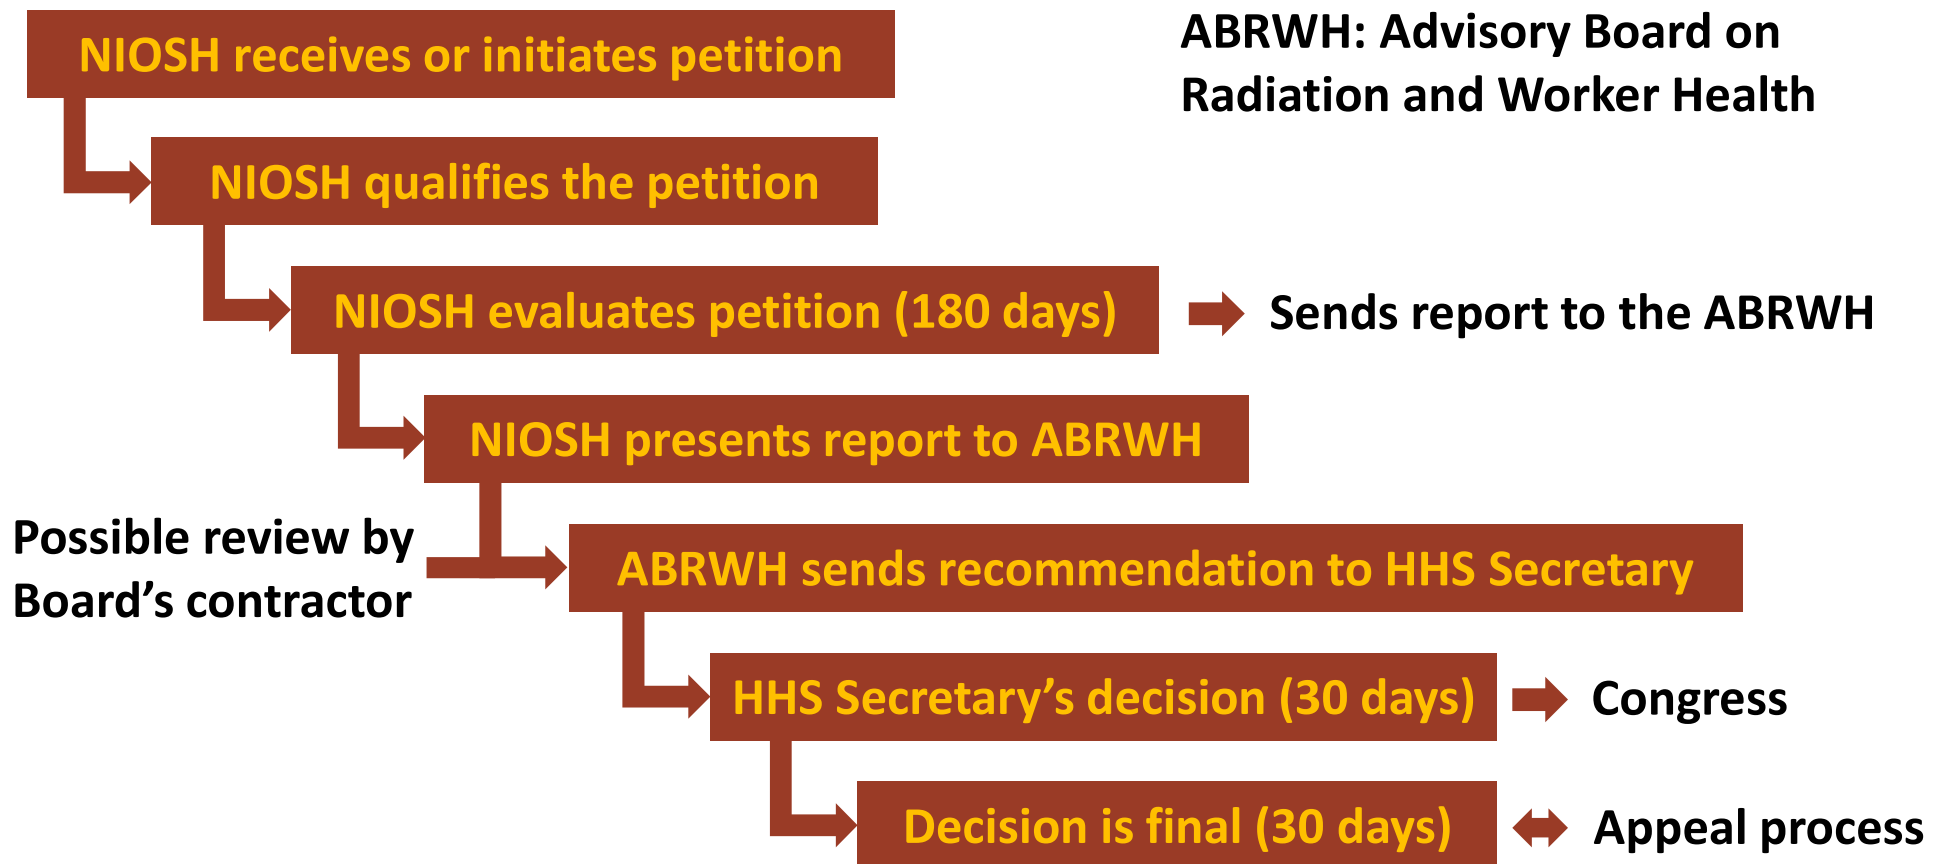 NIOSH receives or initiates petition
ABRWH: Advisory Board on
Radiation and Worker Health
NIOSH qualifies the petition
NIOSH evaluates petition (180 days)
Sends report to the ABRWH
NIOSH presents report to ABRWH
Possible review by
Board’s contractor
ABRWH sends recommendation to HHS Secretary
HHS Secretary’s decision (30 days)
Congress
Decision is final (30 days)
Appeal process